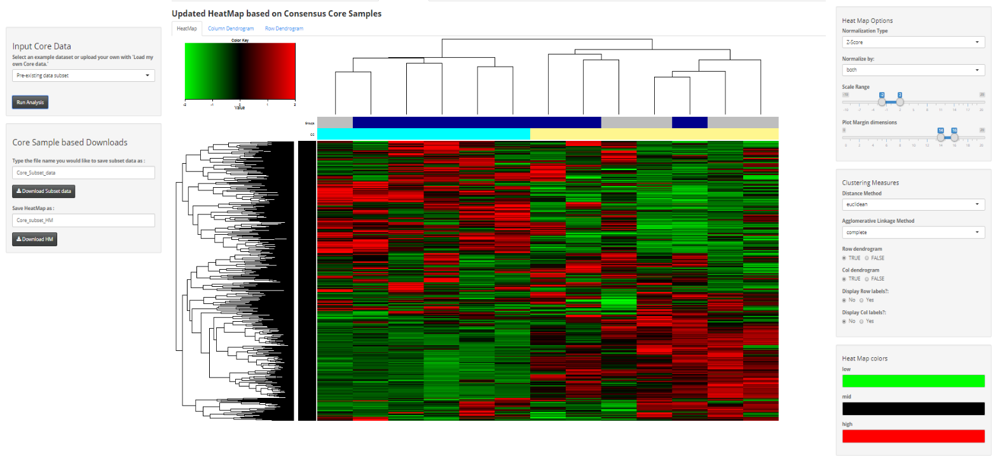 Input Core Data
Select an example dataset or upload your own with 'Load my
own Core data.'
Pre-existing data subset
Run Analysis
Core Sample based Downloads
Type the file name you would like to save subset data as :
Core_Subset_data
Download Subset data
Save HeatMap as :
Core_subset_HM
Download HM
Updated HeatMap based on Consensus Core Samples
HeatMap
Column Dendrogram
Row Dendrogram
Color Key
-2 -1 0 1 2
Value
Groups
CC
Heat Map Options
Normalization Type
Z-Score
Normalize by:
both
Scale Range
-10 -2 2 20
-10 -7 -4 -1 2 5 8 11 14 17 20
Plot Margin dimensions
0 14 16 20
0 2 4 6 8 10 12 14 16 18 20
Clustering Measures
Distance Method
euclidean
Agglomerative Linkage Method
complete
Row dendrogram
TRUE FALSE
Col dendrogram
TRUE FALSE
Display Row labels?:
No Yes
Display Col labels?:
No Yes
Heat Map colors
low
mid
high